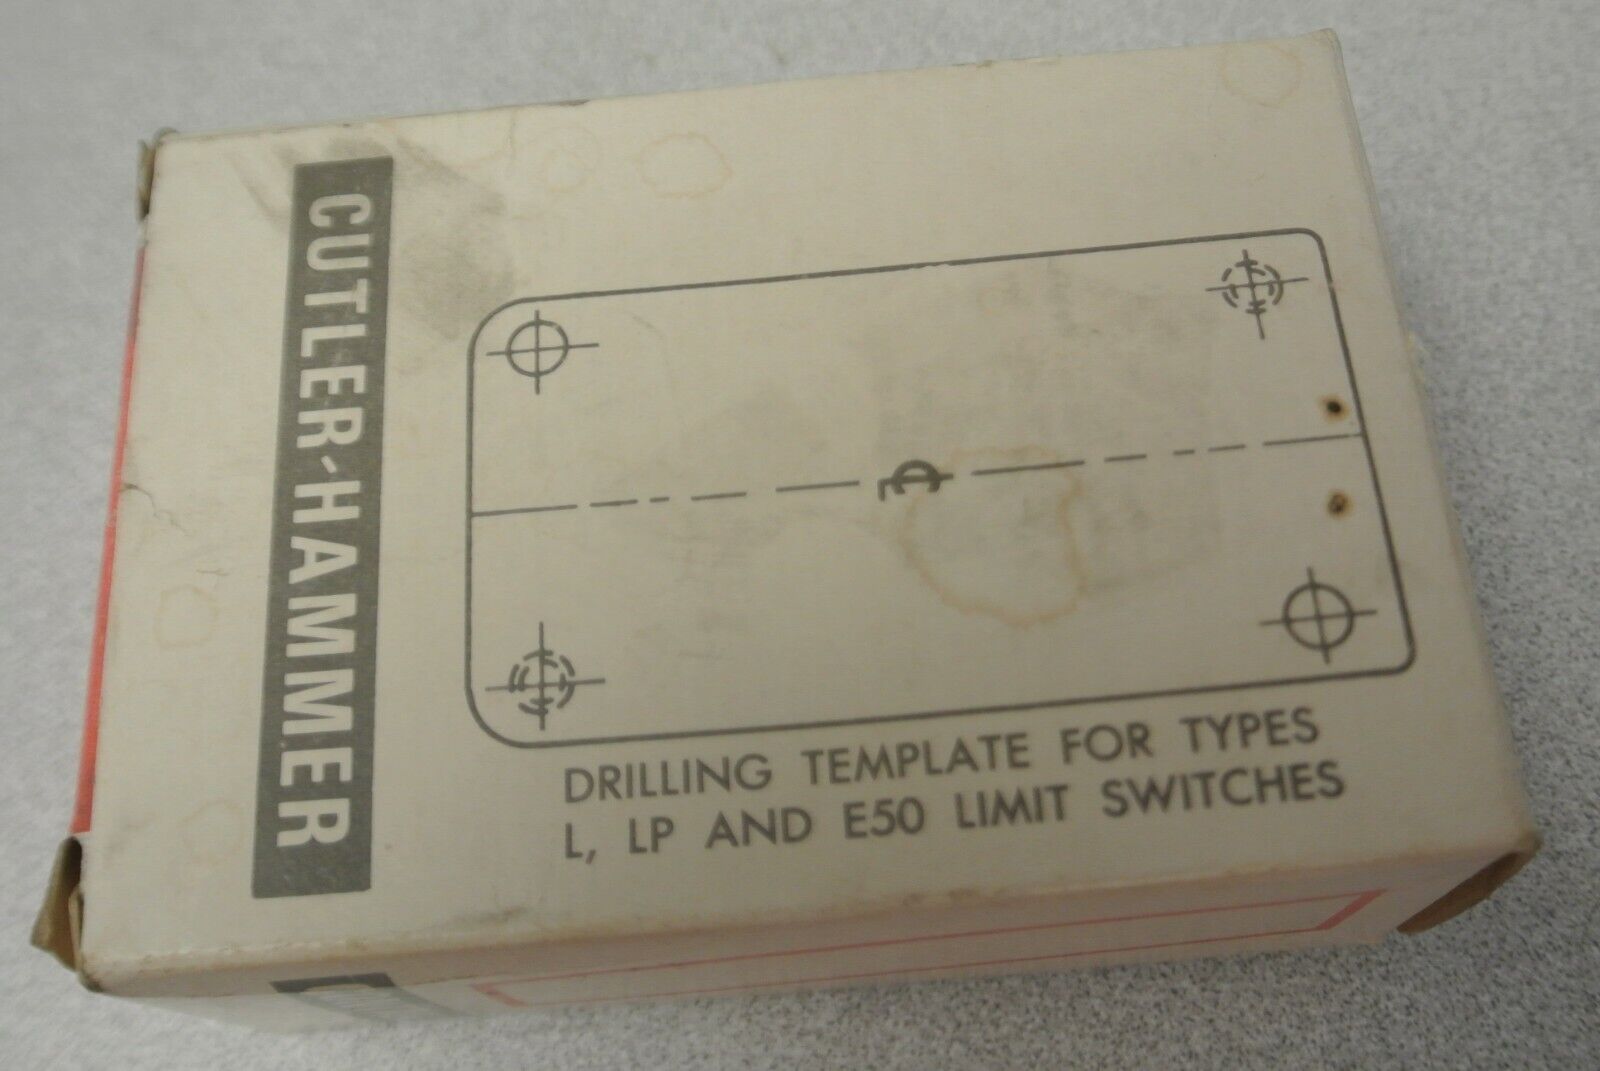 CUTLER-HAMMER
DRILLING TEMPLATE FOR TYPES
L, LP AND E50 LIMIT SWITCHES